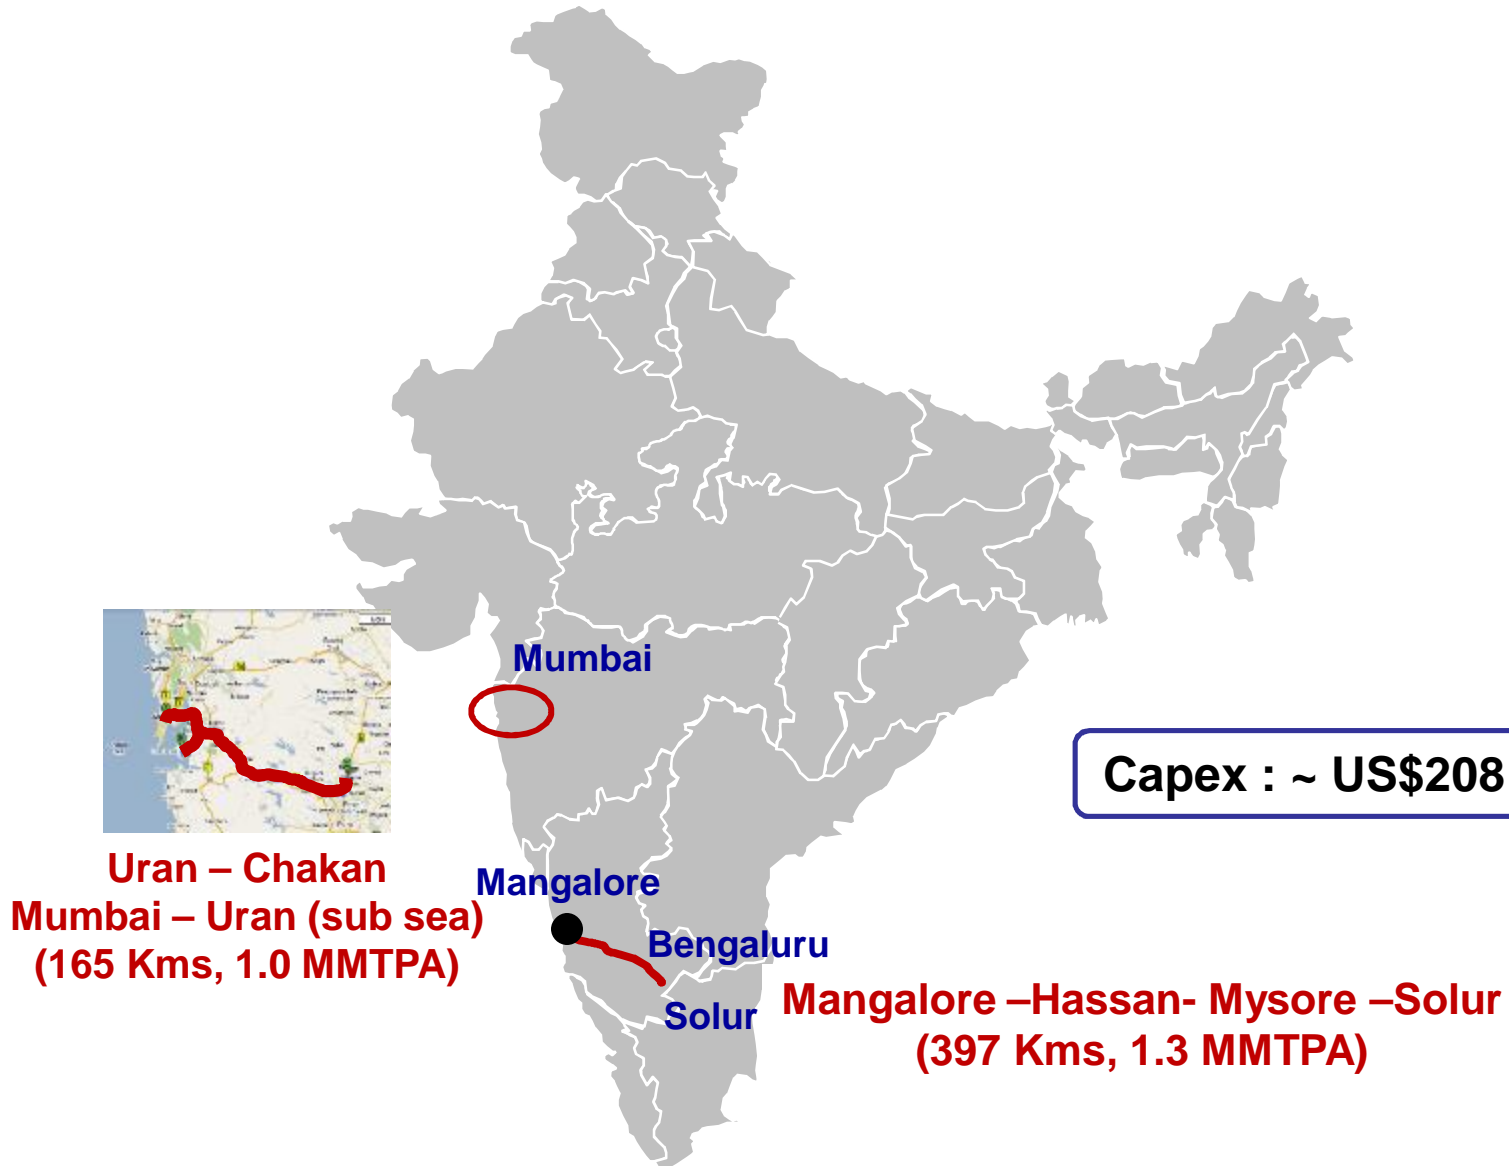 Mumbai
Capex : ~ US$208
Uran – Chakan
Mumbai – Uran (sub sea)
(165 Kms, 1.0 MMTPA)
Mangalore
Bengaluru
Solur
Mangalore –Hassan- Mysore –Solur
(397 Kms, 1.3 MMTPA)